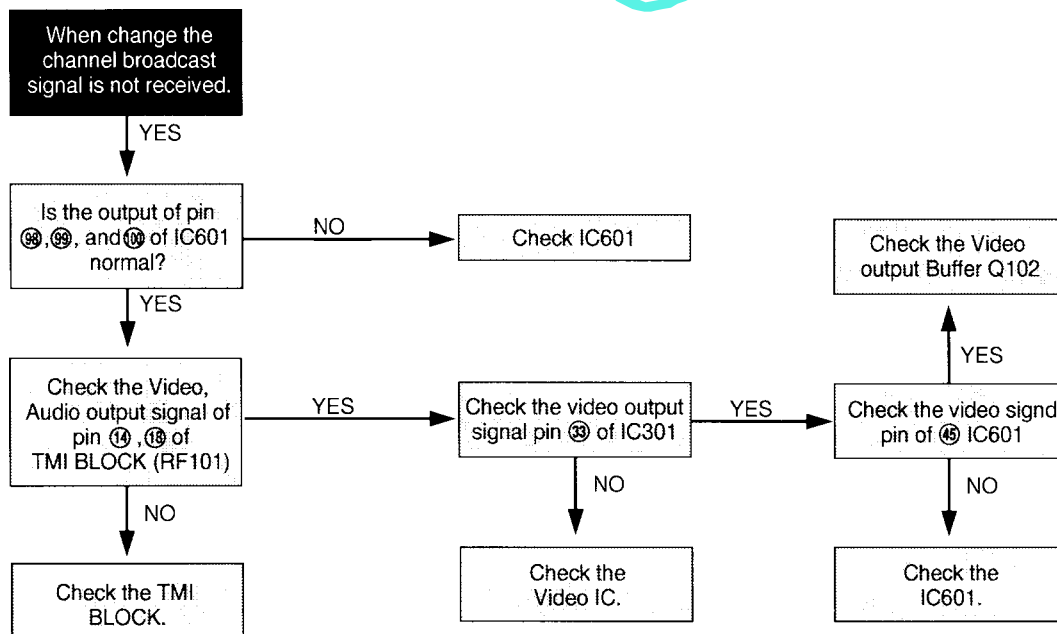 When change the
channel broadcast
signal is not received.
YES
Is the output of pin
98, 99, and 100 of IC601
normal?
NO
Check IC601
YES
Check the Video,
Audio output signal of
pin 14, 18 of
TMI BLOCK (RF101)
YES
Check the video output
signal pin 33 of IC301
YES
Check the video signd
pin of 45 IC601
YES
Check the Video
output Buffer Q102
NO
Check the TMI
BLOCK.
NO
Check the
Video IC.
NO
Check the
IC601.